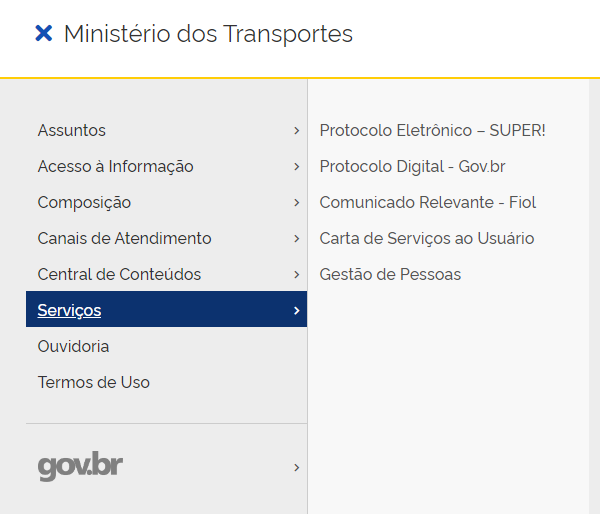 Ministério dos Transportes
Assuntos
Acesso à Informação
Composição
Canais de Atendimento
Central de Conteúdos
Serviços
Ouvidoria
Termos de Uso
gov.br
Protocolo Eletrônico – SUPER!
Protocolo Digital - Gov.br
Comunicado Relevante - Fiol
Carta de Serviços ao Usuário
Gestão de Pessoas